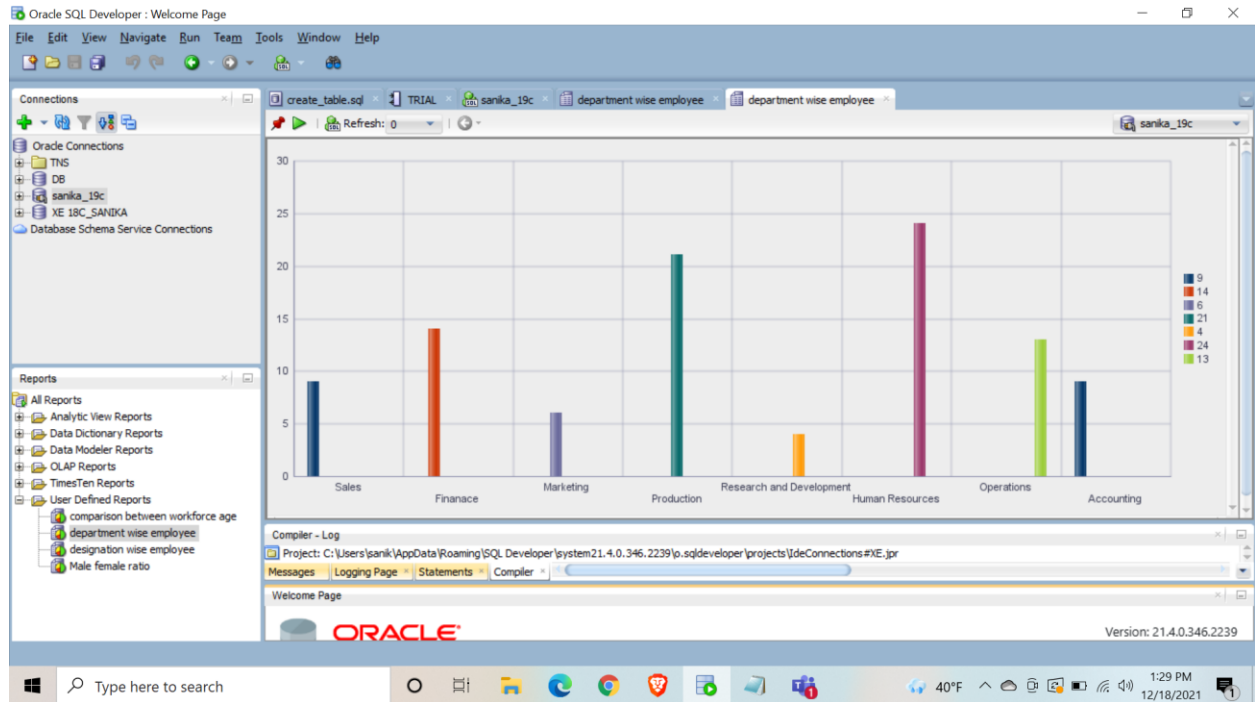 Oracle SQL Developer : Welcome Page
File Edit View Navigate Run Team Tools Window Help
Connections
Oracle Connections
TNS
DB
sanika_19c
XE 18C_SANIKA
Database Schema Service Connections
Reports
All Reports
Analytic View Reports
Data Dictionary Reports
Data Modeler Reports
OLAP Reports
TimesTen Reports
User Defined Reports
comparison between workforce age
department wise employee
designation wise employee
Male female ratio
create_table.sql TRIAL sanika_19c department wise employee department wise employee
Refresh: 0 sanika_19c
30
25
20
15
10
5
0
Sales Finanace Marketing Production Research and Development Human Resources Operations Accounting
9
14
6
21
4
24
13
Compiler - Log
Project: C:\Users\sanik\AppData\Roaming\SQL Developer\system21.4.0.346.2239\o.sqldeveloper\projects\IdeConnections#XE.jpr
Messages Logging Page Statements Compiler
Welcome Page
ORACLE
Version: 21.4.0.346.2239
Type here to search
40°F
1:29 PM
12/18/2021
1